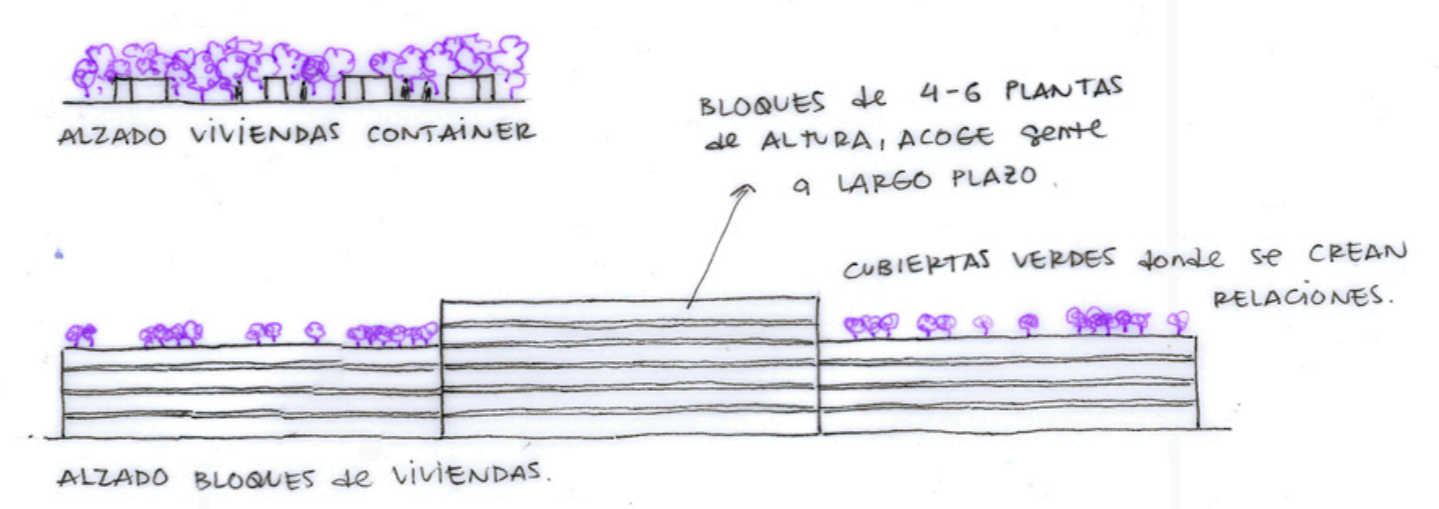 ALZADO VIVIENDAS CONTAINER
BLOQUES de 4-6 PLANTAS
de ALTURA, ACOGE gente
a LARGO PLAZO.
CUBIERTAS VERDES donde se CREAN
RELACIONES.
ALZADO BLOQUES de VIVIENDAS.